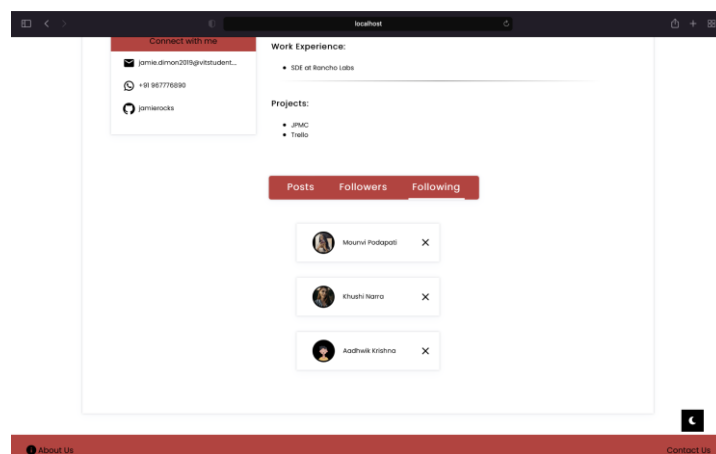 localhost
Connect with me
jamie.dimon2019@vitstudent...
+91 967776890
jamierocks
Work Experience:
SDE at Rancho Labs
Projects:
JPMC
Trello
Posts Followers Following
Mounvi Podapati
Khushi Narra
Aadhwik Krishna
About Us
Contact Us